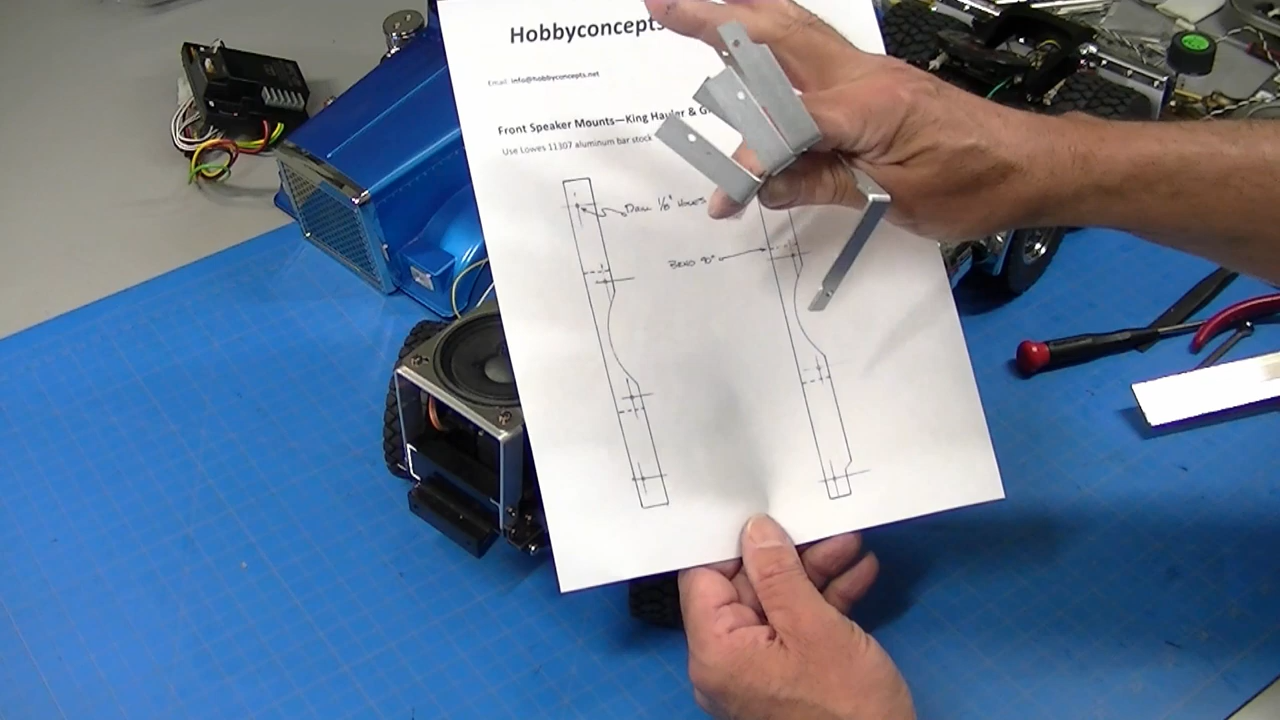 Hobbyconcepts
Email: info@hobbyconcepts.net
Front Speaker Mounts—King Hauler & G
Use Lowes 11307 aluminum bar stock
DRILL 1/8" HOLES
BEND 90°